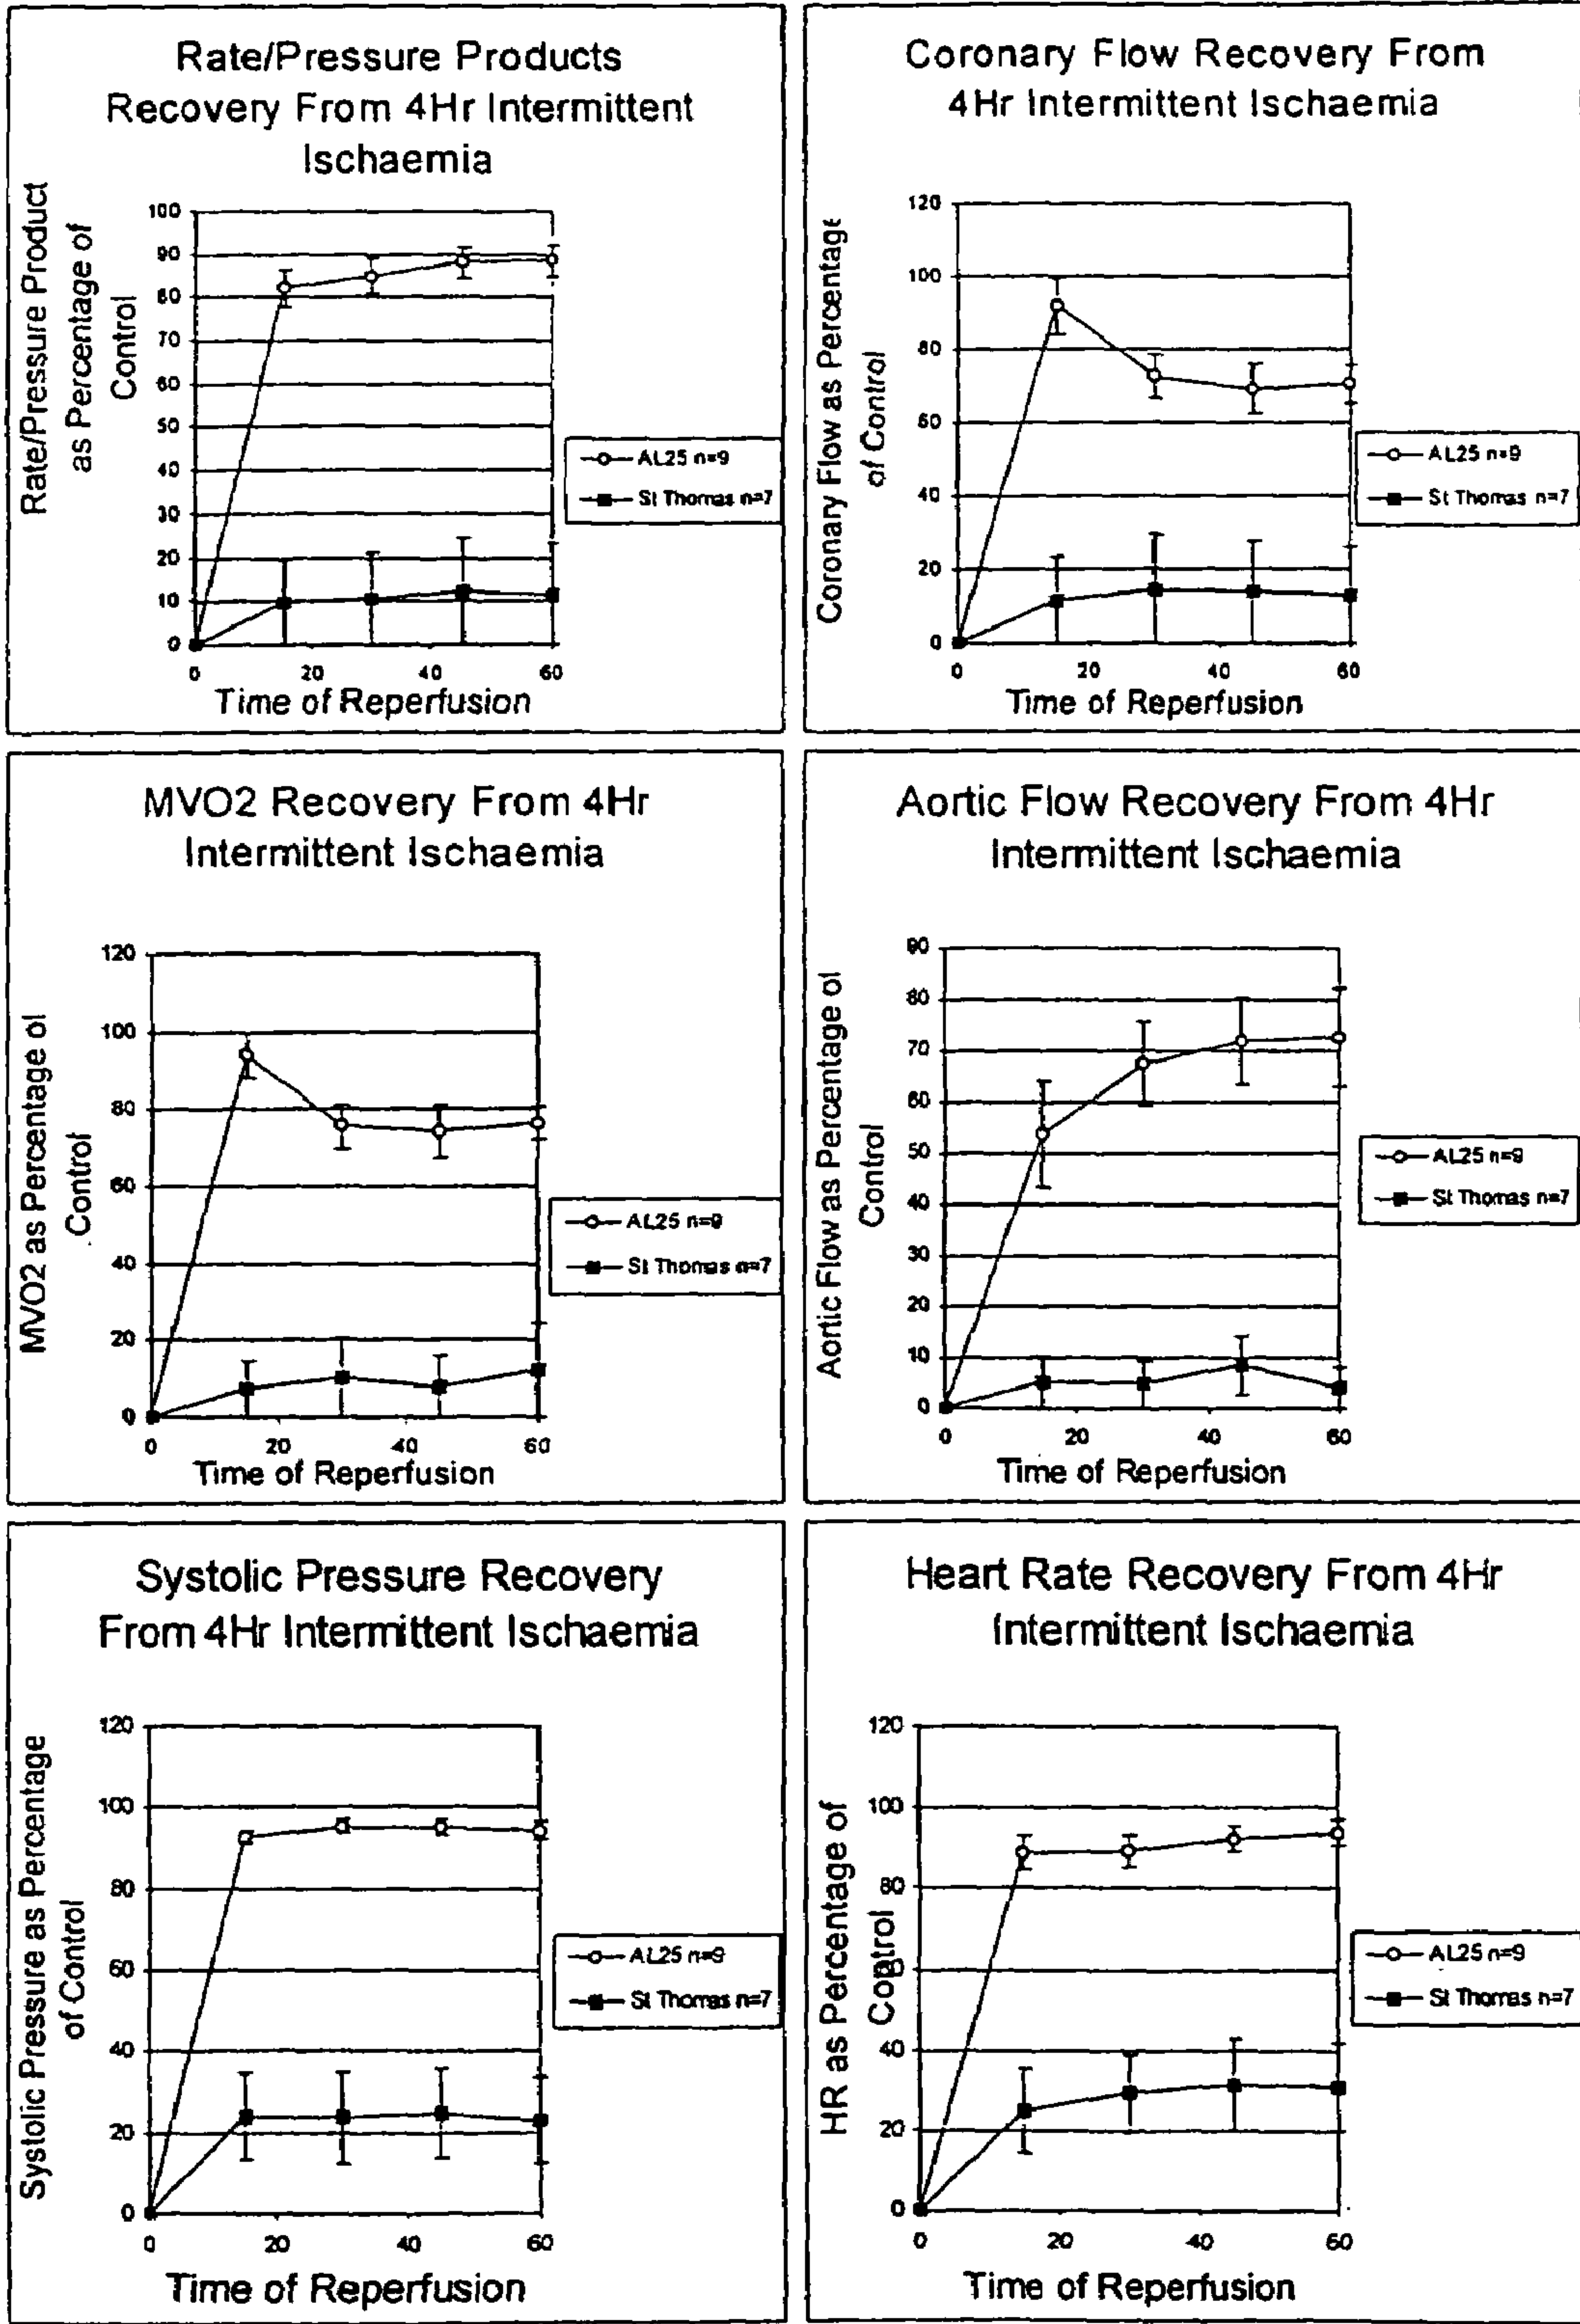 Rate/Pressure Products
Recovery From 4Hr Intermittent
Ischaemia
Rate/Pressure Product
as Percentage of
Control
100
90
80
70
60
50
40
30
20
10
0
0 20 40 60
Time of Reperfusion
AL25 n=9
St Thomas n=7
Coronary Flow Recovery From
4Hr Intermittent Ischaemia
Coronary Flow as Percentage
of Control
120
100
80
60
40
20
0
0 20 40 60
Time of Reperfusion
AL25 n=9
St Thomas n=7
MVO2 Recovery From 4Hr
Intermittent Ischaemia
MVO2 as Percentage of
Control
120
100
80
60
40
20
0
0 20 40 60
Time of Reperfusion
AL25 n=9
St Thomas n=7
Aortic Flow Recovery From 4Hr
Intermittent Ischaemia
Aortic Flow as Percentage of
Control
90
80
70
60
50
40
30
20
10
0
0 20 40 60
Time of Reperfusion
AL25 n=9
St Thomas n=7
Systolic Pressure Recovery
From 4Hr Intermittent Ischaemia
Systolic Pressure as Percentage
of Control
120
100
80
60
40
20
0
0 20 40 60
Time of Reperfusion
AL25 n=9
St Thomas n=7
Heart Rate Recovery From 4Hr
Intermittent Ischaemia
HR as Percentage of
Control
120
100
80
60
40
20
0
0 20 40 60
Time of Reperfusion
AL25 n=9
St Thomas n=7